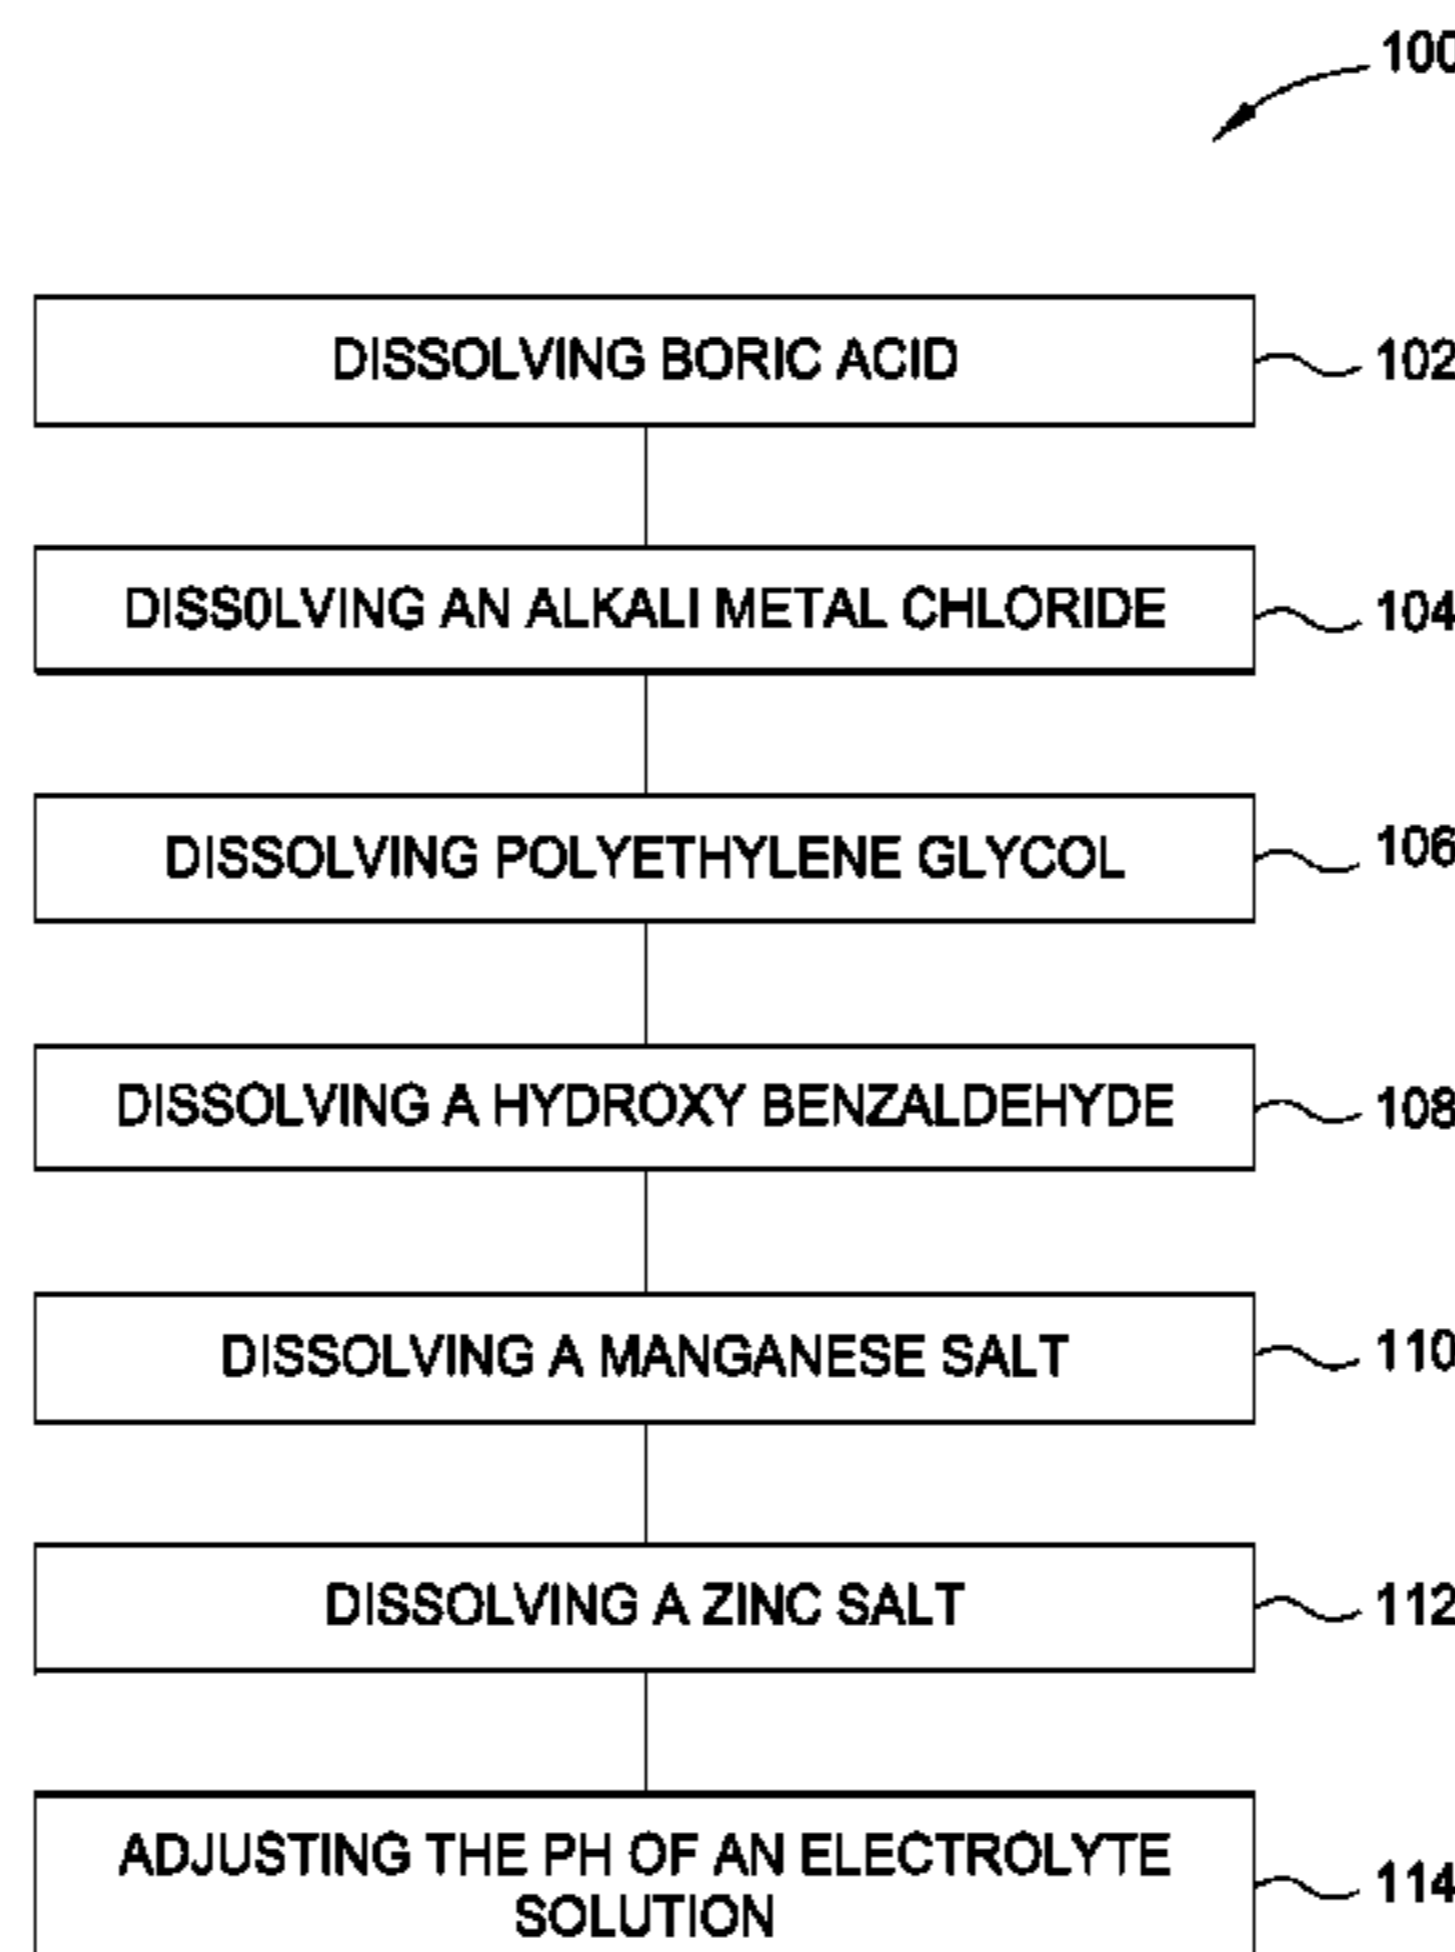 100
DISSOLVING BORIC ACID
102
DISS0LVING AN ALKALI METAL CHLORIDE
104
DISSOLVING POLYETHYLENE GLYCOL
106
DISSOLVING A HYDROXY BENZALDEHYDE
108
DISSOLVING A MANGANESE SALT
110
DISSOLVING A ZINC SALT
112
ADJUSTING THE PH OF AN ELECTROLYTE
SOLUTION
114